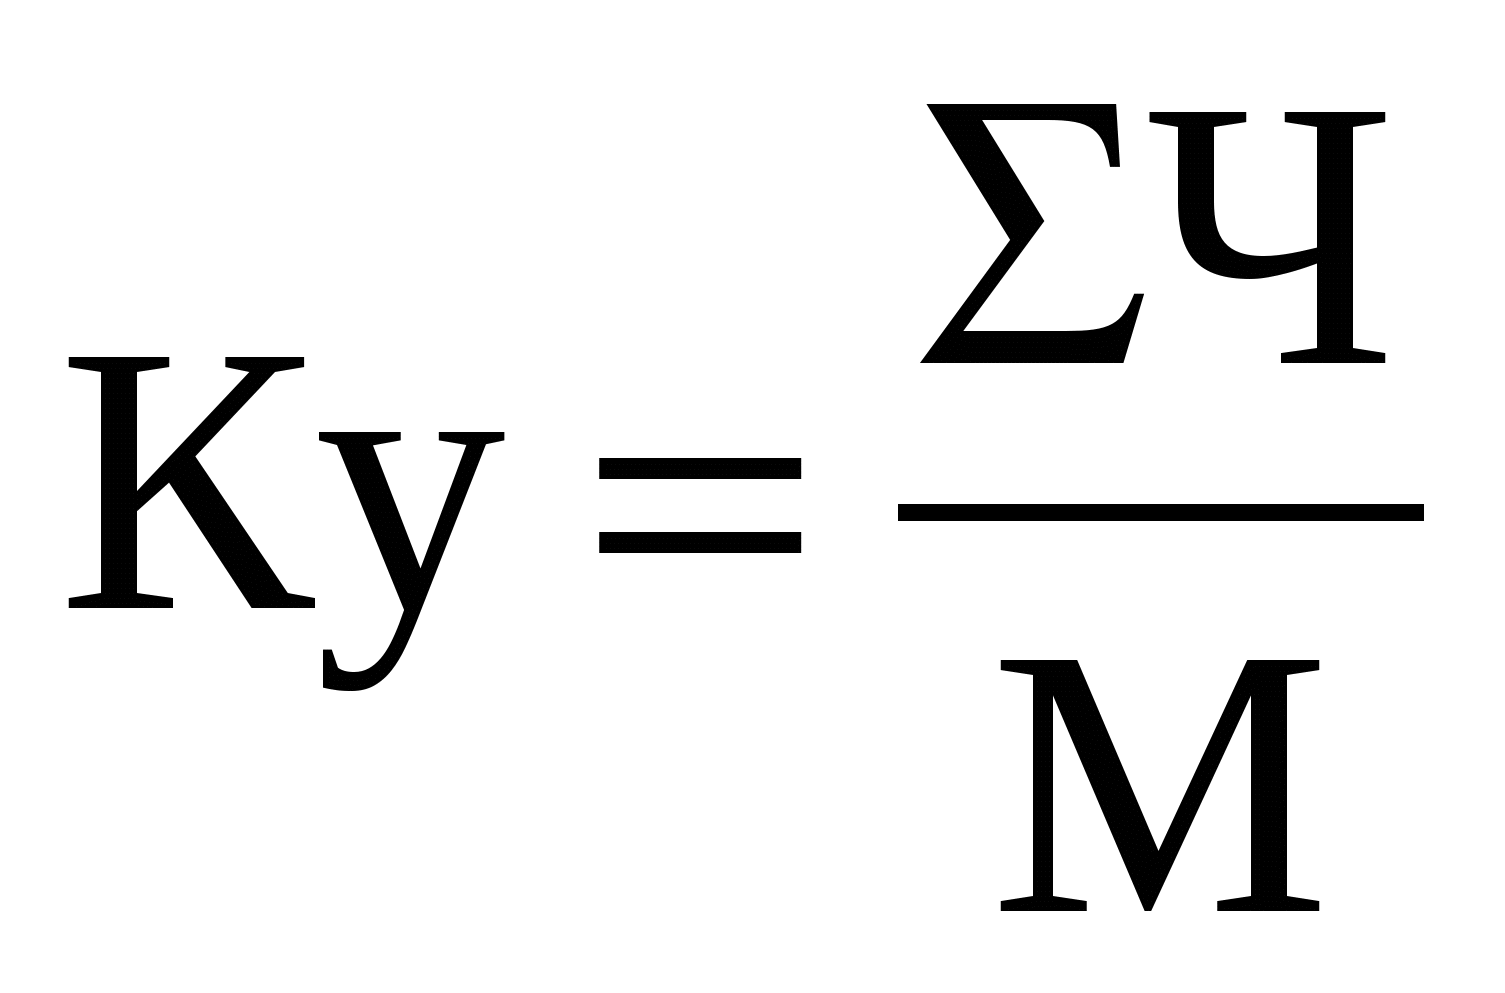 Ку = ΣЧ / М